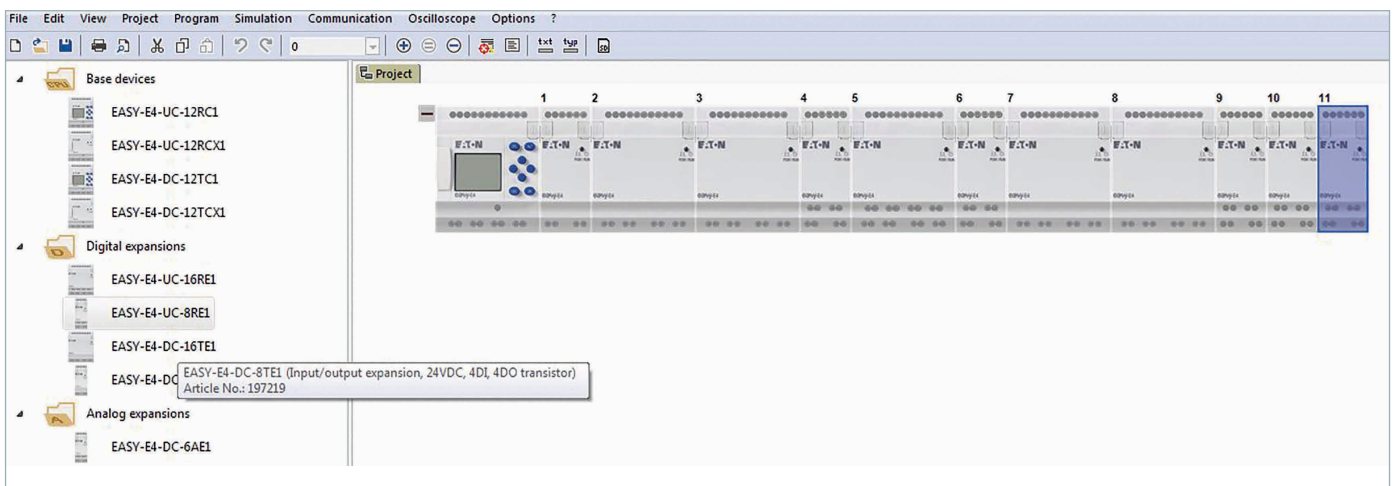 File Edit View Project Program Simulation Communication Oscilloscope Options ?
0
txt typ
Project
CPU Base devices
EASY-E4-UC-12RC1
EASY-E4-UC-12RCX1
EASY-E4-DC-12TC1
EASY-E4-DC-12TCX1
D Digital expansions
EASY-E4-UC-16RE1
EASY-E4-UC-8RE1
EASY-E4-DC-16TE1
EASY-E4-DC
EASY-E4-DC-8TE1 (Input/output expansion, 24VDC, 4DI, 4DO transistor)
Article No.: 197219
A Analog expansions
EASY-E4-DC-6AE1
1 2 3 4 5 6 7 8 9 10 11
E:T•N E:T•N E:T•N E:T•N E:T•N E:T•N E:T•N E:T•N E:T•N E:T•N E:T•N E:T•N